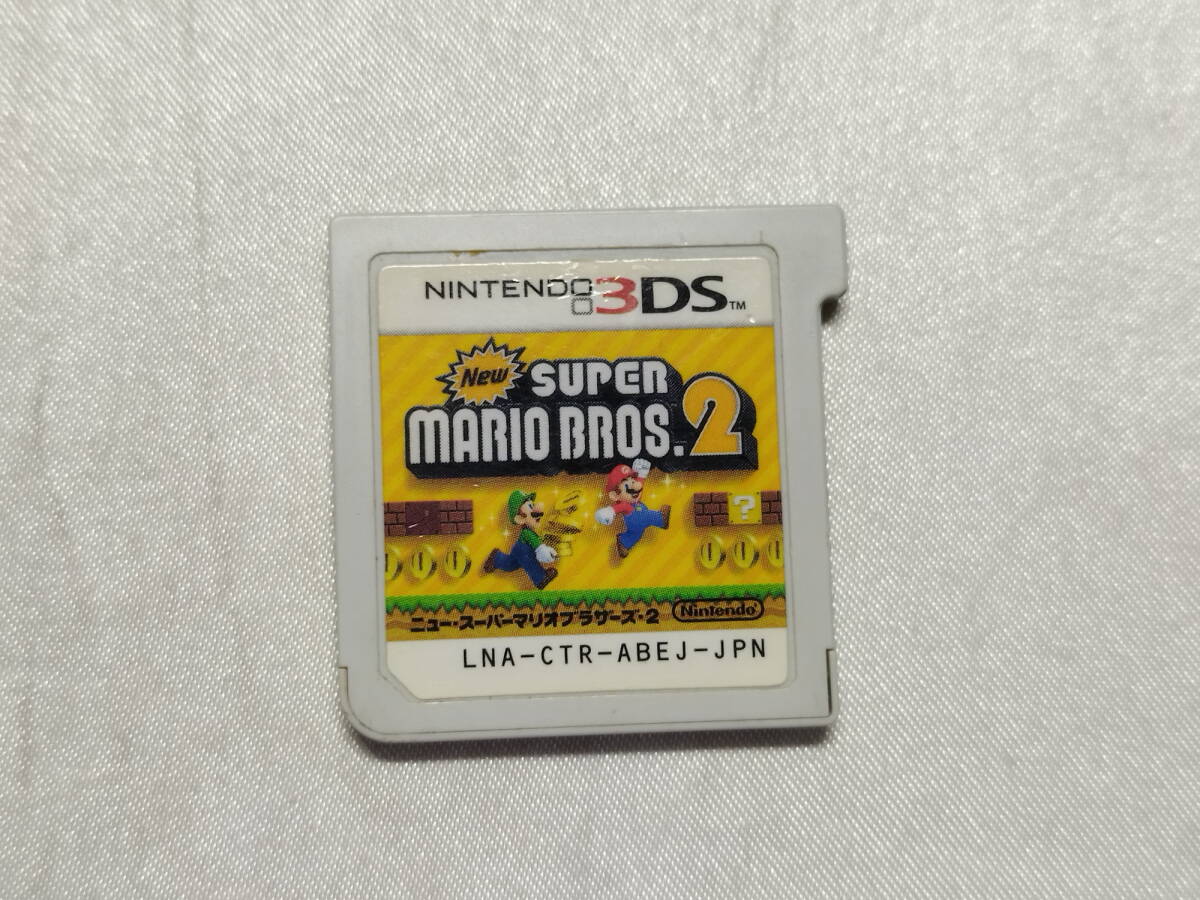 NINTENDO 3DS™
New SUPER
MARIO BROS. 2
?
ニュー・スーパーマリオブラザーズ・2
Nintendo
LNA-CTR-ABEJ-JPN